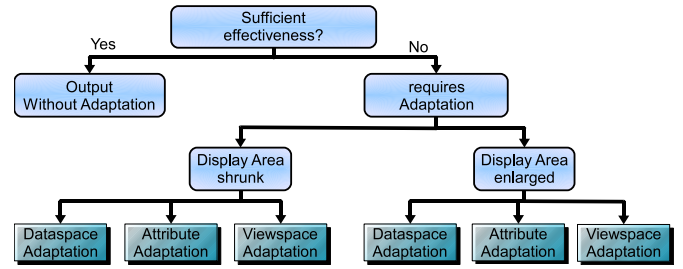 Sufficient
effectiveness?
Yes
No
Output
Without Adaptation
requires
Adaptation
Display Area
shrunk
Display Area
enlarged
Dataspace
Adaptation
Attribute
Adaptation
Viewspace
Adaptation
Dataspace
Adaptation
Attribute
Adaptation
Viewspace
Adaptation